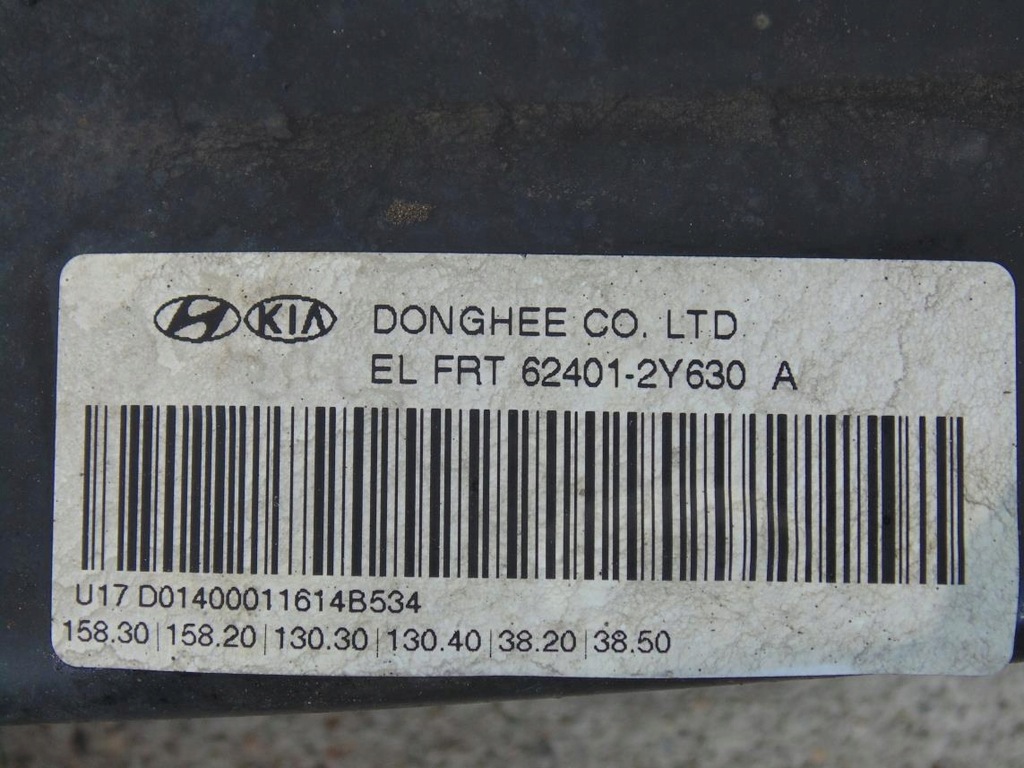 KIA DONGHEE CO. LTD
EL FRT 62401-2Y630 A
U17 D01400011614B534
158.30|158.20|130.30|130.40|38.20|38.50